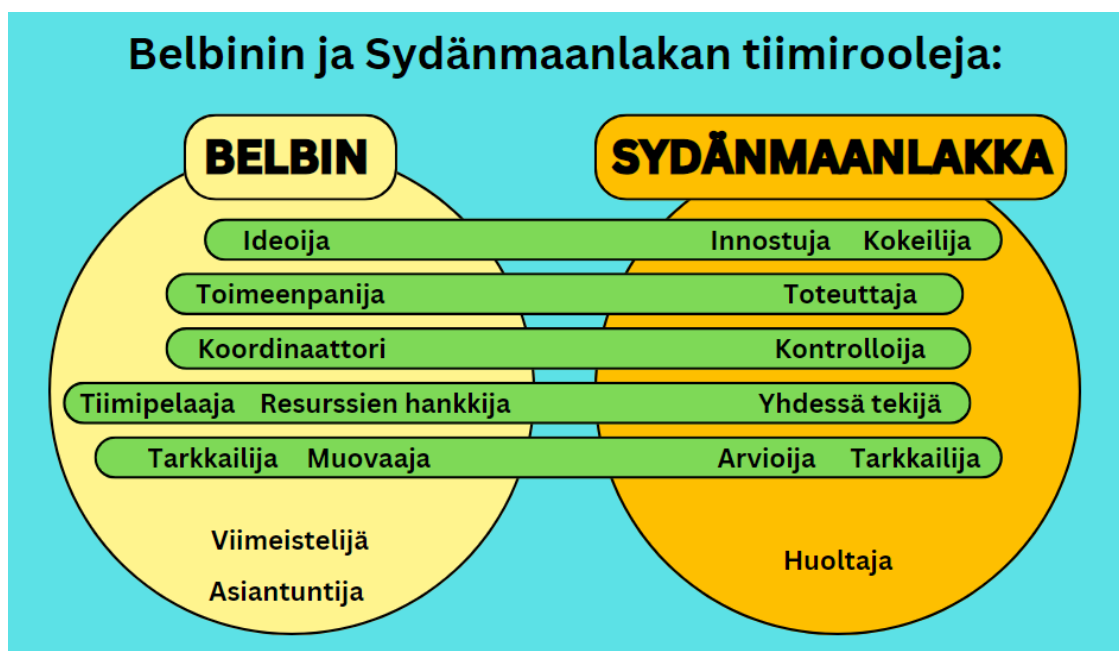 Belbinin ja Sydänmaanlakan tiimirooleja:
BELBIN SYDÄNMAANLAKKA
Ideoija Innostuja Kokeilija
Toimeenpanija Toteuttaja
Koordinaattori Kontrolloija
Tiimipelaaja Resurssien hankkija Yhdessä tekijä
Tarkkailija Muovaaja Arvioija Tarkkailija
Viimeistelijä
Huoltaja
Asiantuntija